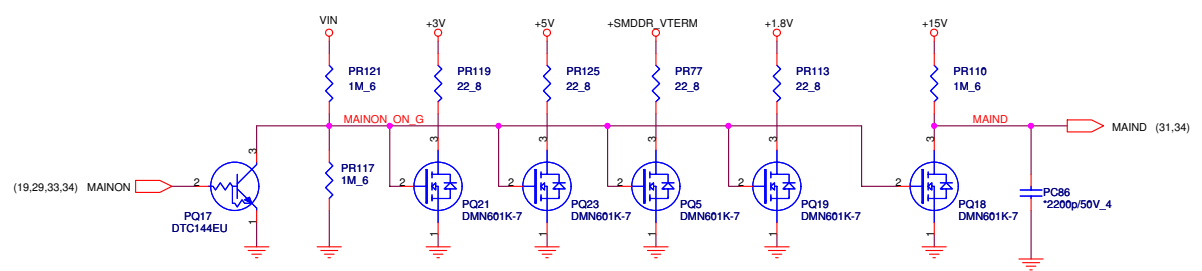 VIN
+3V
+5V
+SMDDR_VTERM
+1.8V
+15V
PR121
1M_6
PR119
22_8
PR125
22_8
PR77
22_8
PR113
22_8
PR110
1M_6
MAINON_ON_G
MAIND
MAIND (31,34)
3
3
3
3
3
3
PR117
1M_6
(19,29,33,34) MAINON
2
2
2
2
2
2
PQ17
DTC144EU
PQ21
DMN601K-7
PQ23
DMN601K-7
PQ5
DMN601K-7
PQ19
DMN601K-7
PQ18
DMN601K-7
PC86
*2200p/50V_4
1
1
1
1
1
1